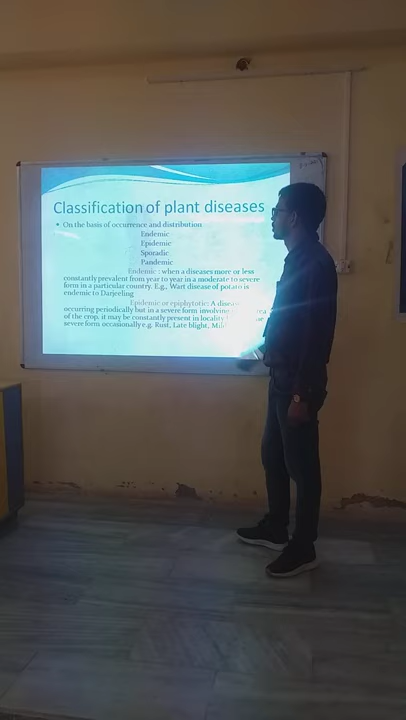 Classification of plant diseases
• On the basis of occurrence and distribution
Endemic
Epidemic
Sporadic
Pandemic
Endemic : when a diseases more or less
constantly prevalent from year to year in a moderate to severe
form in a particular country. E.g., Wart disease of potato is
endemic to Darjeeling
Epidemic or epiphytotic: A
occurring periodically but in a severe form involving
of the crop. it may be constantly present in locality
severe form occasionally e.g. Rust, Late blight,